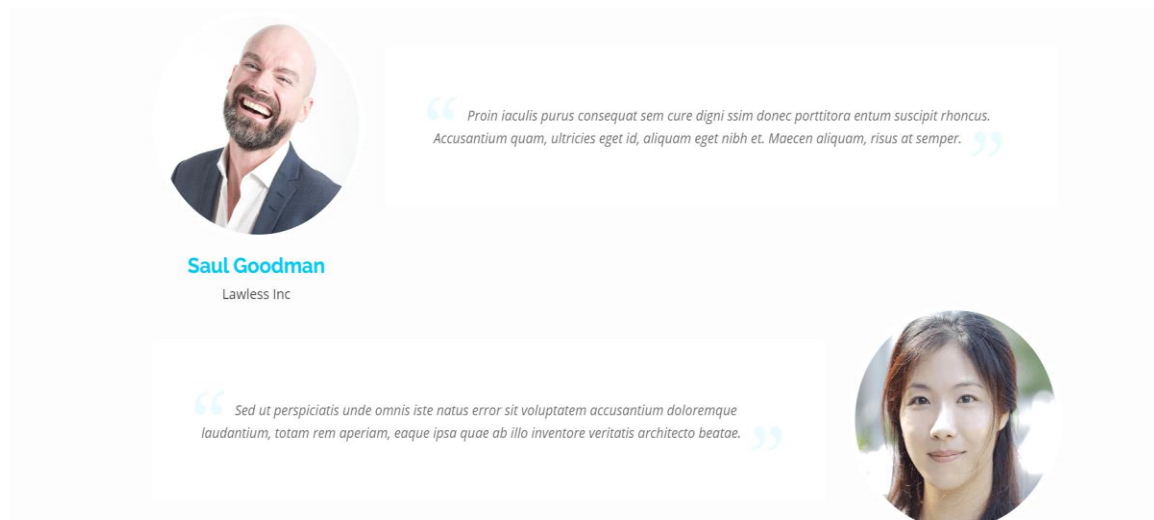 “ Proin iaculis purus consequat sem cure digni ssim donec porttitora entum suscipit rhoncus.
Accusantium quam, ultricies eget id, aliquam eget nibh et. Maecen aliquam, risus at semper. ”
Saul Goodman
Lawless Inc
“ Sed ut perspiciatis unde omnis iste natus error sit voluptatem accusantium doloremque
laudantium, totam rem aperiam, eaque ipsa quae ab illo inventore veritatis architecto beatae. ”